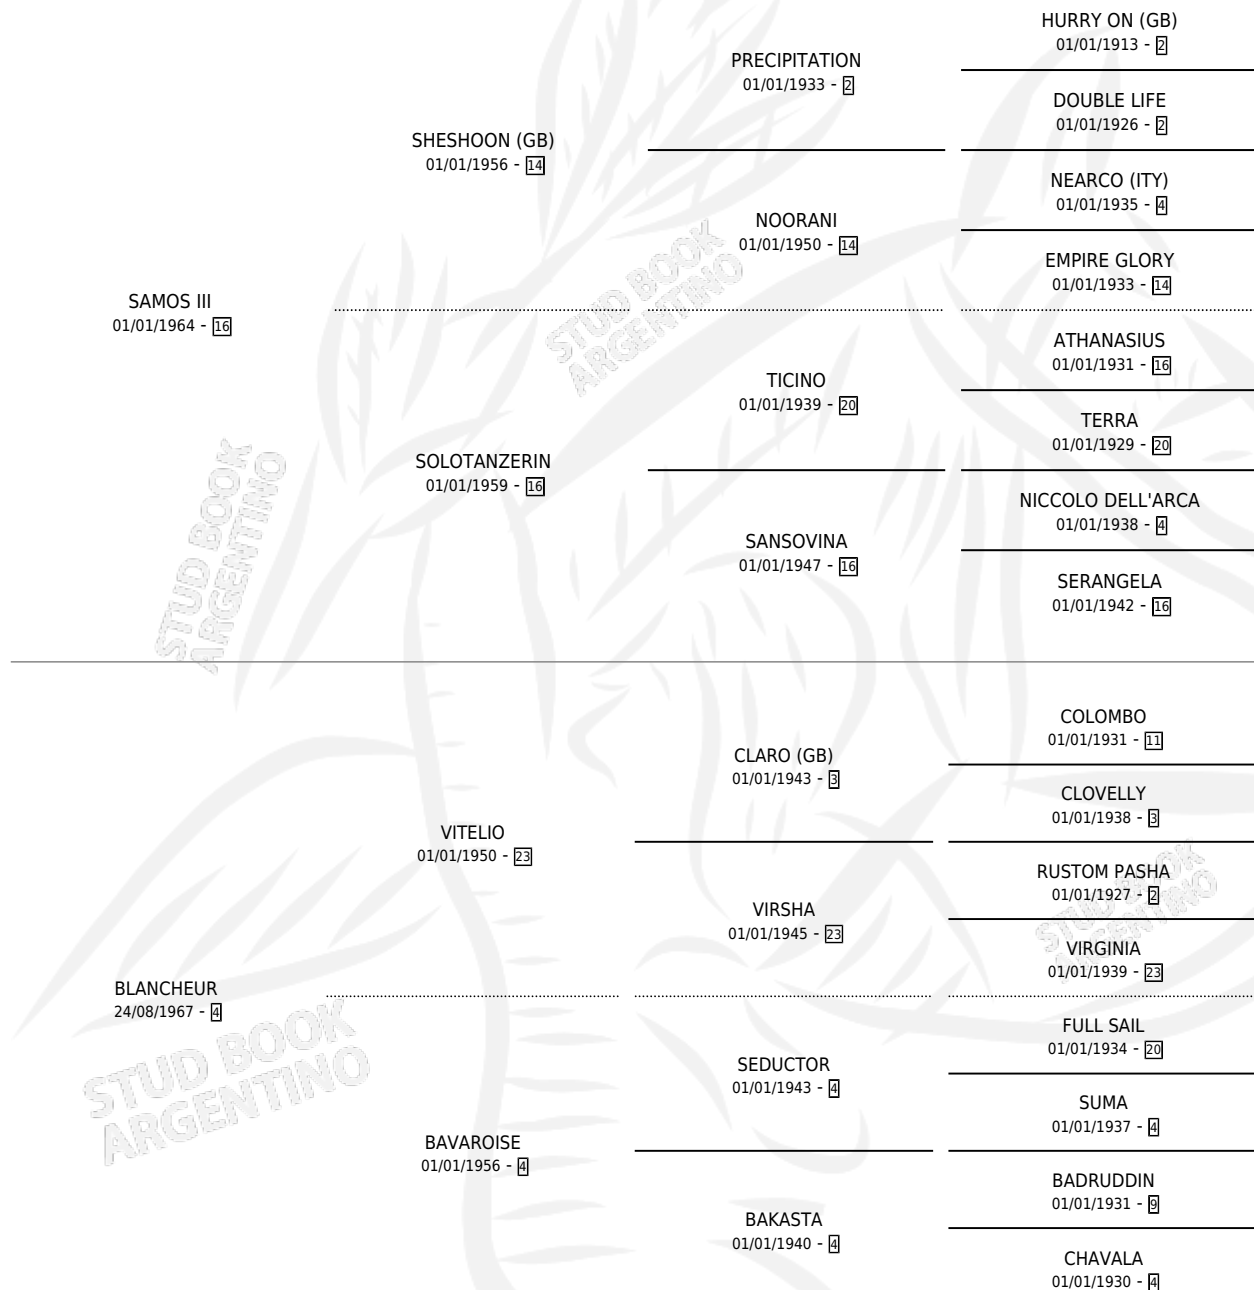 HURRY ON (GB)
01/01/1913 - 2
PRECIPITATION
01/01/1933 - 2
DOUBLE LIFE
01/01/1926 - 2
SHESHOON (GB)
01/01/1956 - 14
NEARCO (ITY)
01/01/1935 - 4
NOORANI
01/01/1950 - 14
EMPIRE GLORY
01/01/1933 - 14
SAMOS III
01/01/1964 - 16
ATHANASIUS
01/01/1931 - 16
TICINO
01/01/1939 - 20
TERRA
01/01/1929 - 20
SOLOTANZERIN
01/01/1959 - 16
NICCOLO DELL'ARCA
01/01/1938 - 4
SANSOVINA
01/01/1947 - 16
SERANGELA
01/01/1942 - 16
COLOMBO
01/01/1931 - 11
CLARO (GB)
01/01/1943 - 3
CLOVELLY
01/01/1938 - 3
VITELIO
01/01/1950 - 23
RUSTOM PASHA
01/01/1927 - 2
VIRSHA
01/01/1945 - 23
VIRGINIA
01/01/1939 - 23
BLANCHEUR
24/08/1967 - 4
FULL SAIL
01/01/1934 - 20
SEDUCTOR
01/01/1943 - 4
SUMA
01/01/1937 - 4
BAVAROISE
01/01/1956 - 4
BADRUDDIN
01/01/1931 - 9
BAKASTA
01/01/1940 - 4
CHAVALA
01/01/1930 - 4
STUD BOOK
ARGENTINO
STUD BOOK
ARGENTINO
STUD BOOK
ARGENTINO
STUD BOOK
ARGENTINO